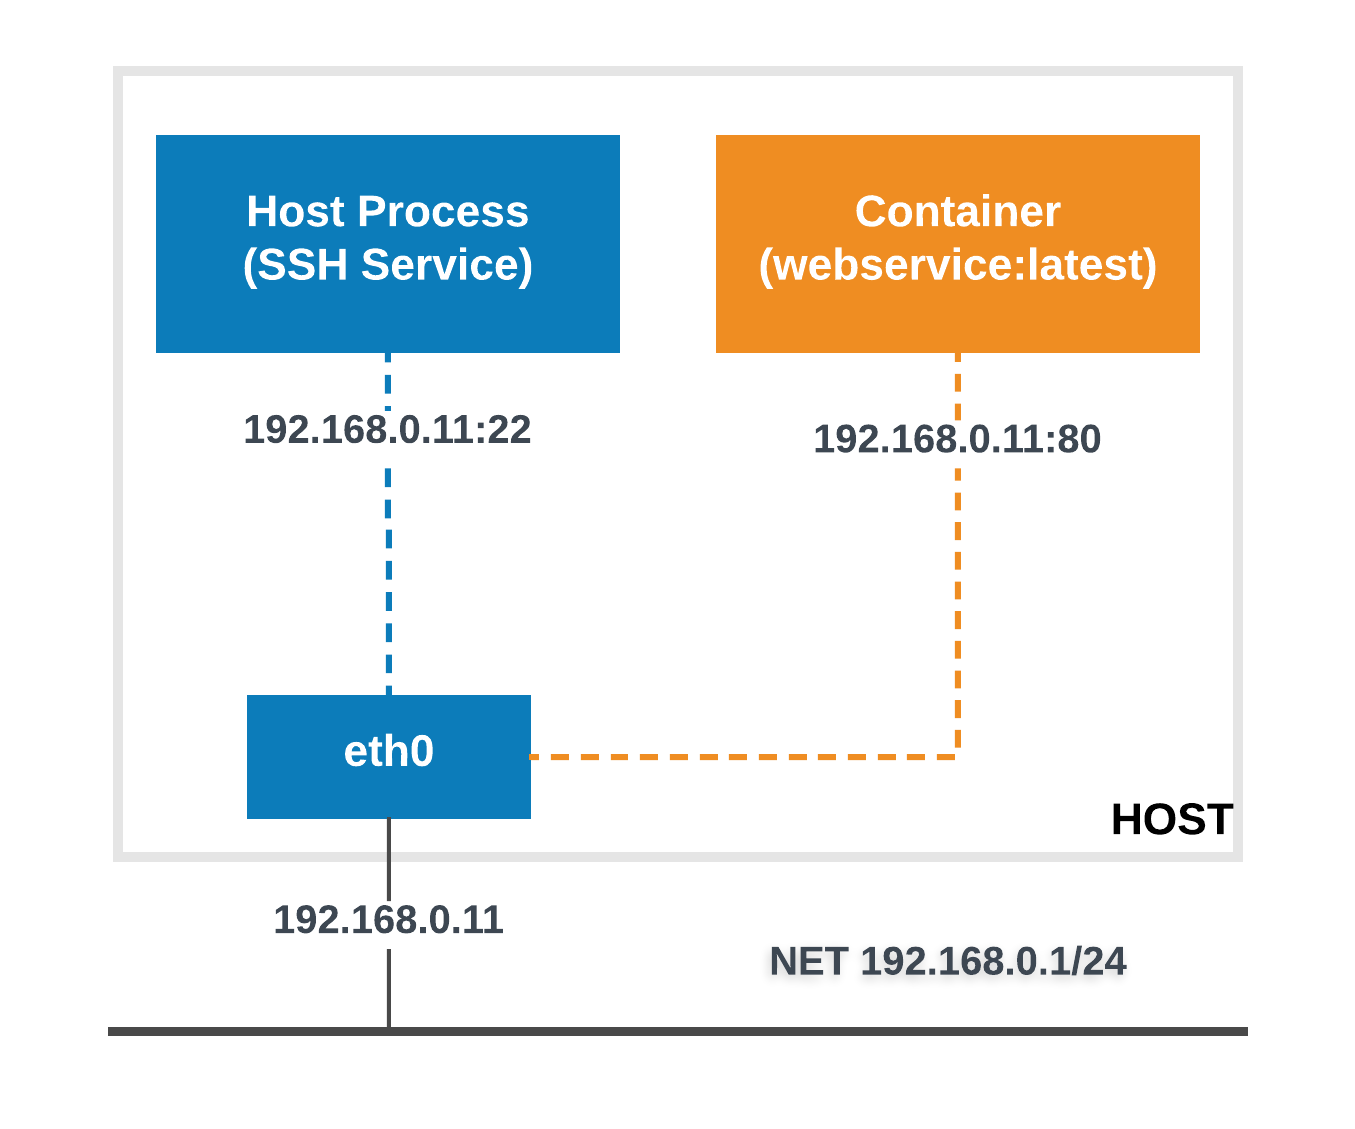 Host Process
(SSH Service)
Container
(webservice:latest)
192.168.0.11:22
192.168.0.11:80
eth0
HOST
192.168.0.11
NET 192.168.0.1/24